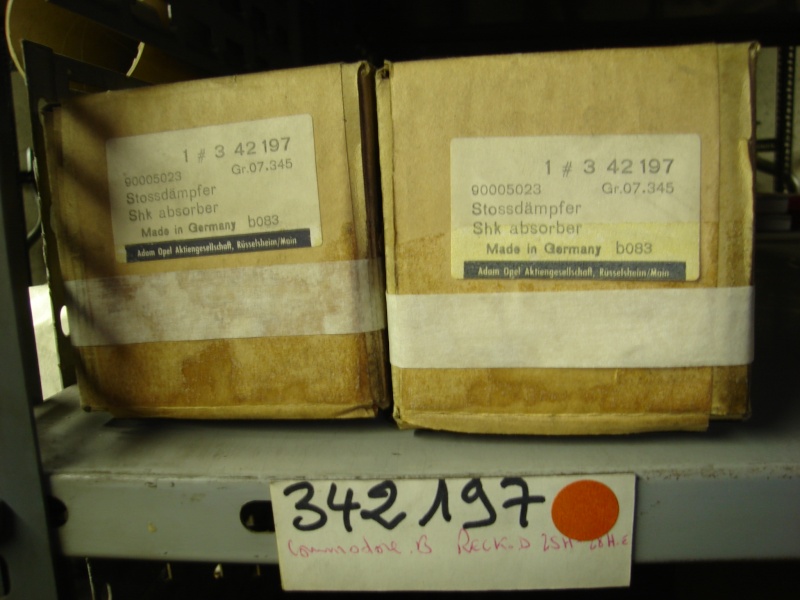 1 # 3 42 197
90005023 Gr.07.345
Stossdämpfer
Shk absorber
Made in Germany b083
Adam Opel Aktiengesellschaft, Rüsselsheim/Main
1 # 3 42 197
90005023 Gr.07.345
Stossdämpfer
Shk absorber
Made in Germany b083
Adam Opel Aktiengesellschaft, Rüsselsheim/Main
342197
Commodore.B RECK.D